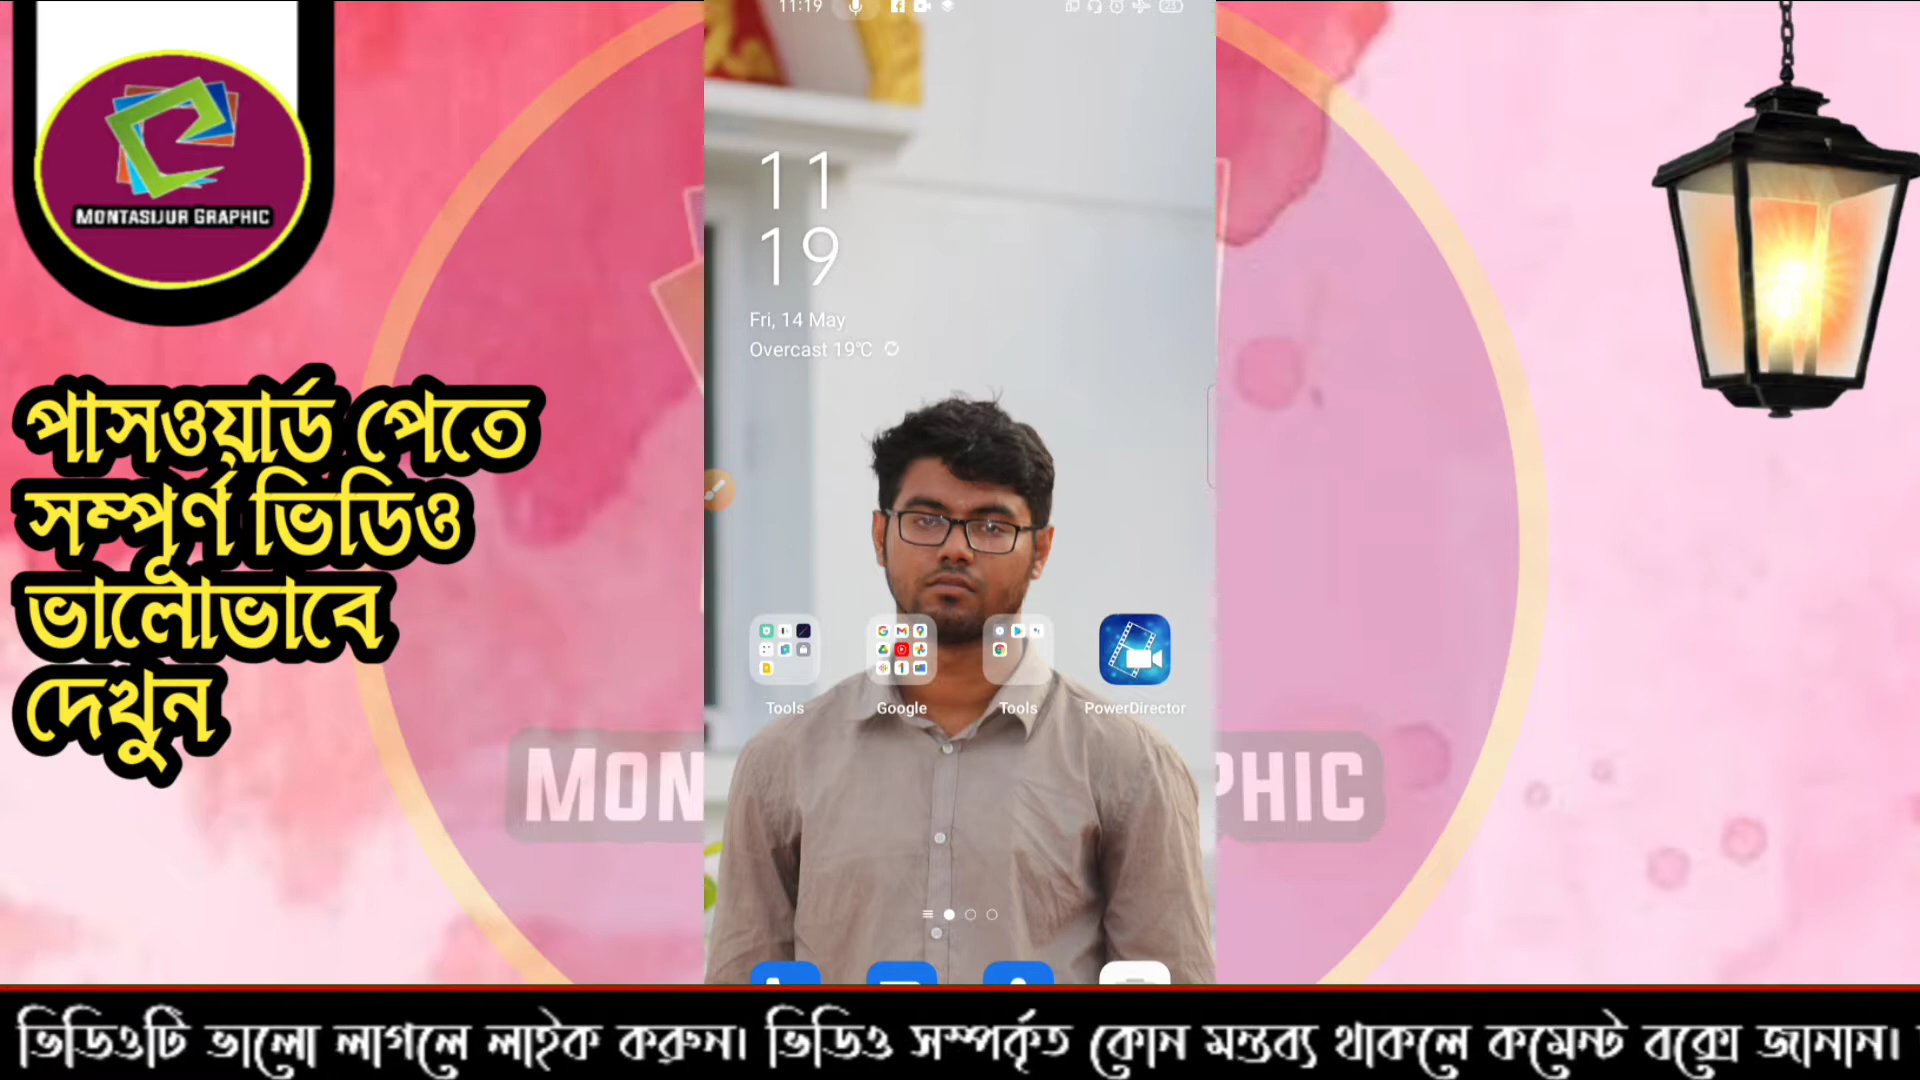 11:19
23
MONTASIJUR GRAPHIC
11
19
Fri, 14 May
Overcast 19°C
পাসওয়ার্ড পেতে
সম্পূর্ণ ভিডিও
ভালোভাবে
দেখুন
Tools
Google
Tools
PowerDirector
MON
PHIC
ভিডিওটি ভালো লাগলে লাইক করুন। ভিডিও সম্পর্কৃত কোন মন্তব্য থাকলে কমেন্ট বক্সে জানান।